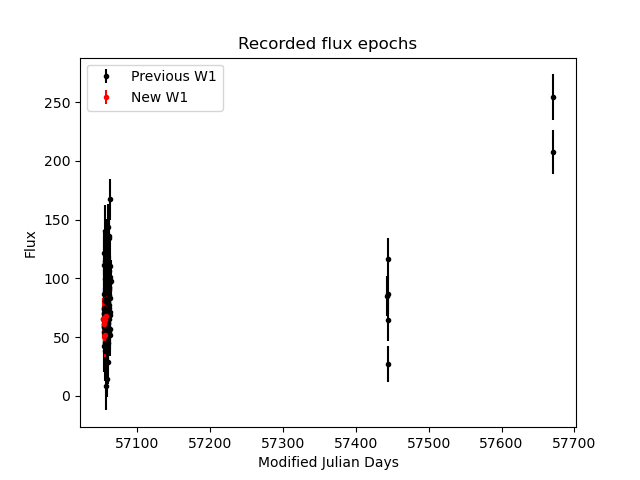 Recorded flux epochs
Previous W1
New W1
250
200
150
100
50
0
Flux
57100 57200 57300 57400 57500 57600 57700
Modified Julian Days